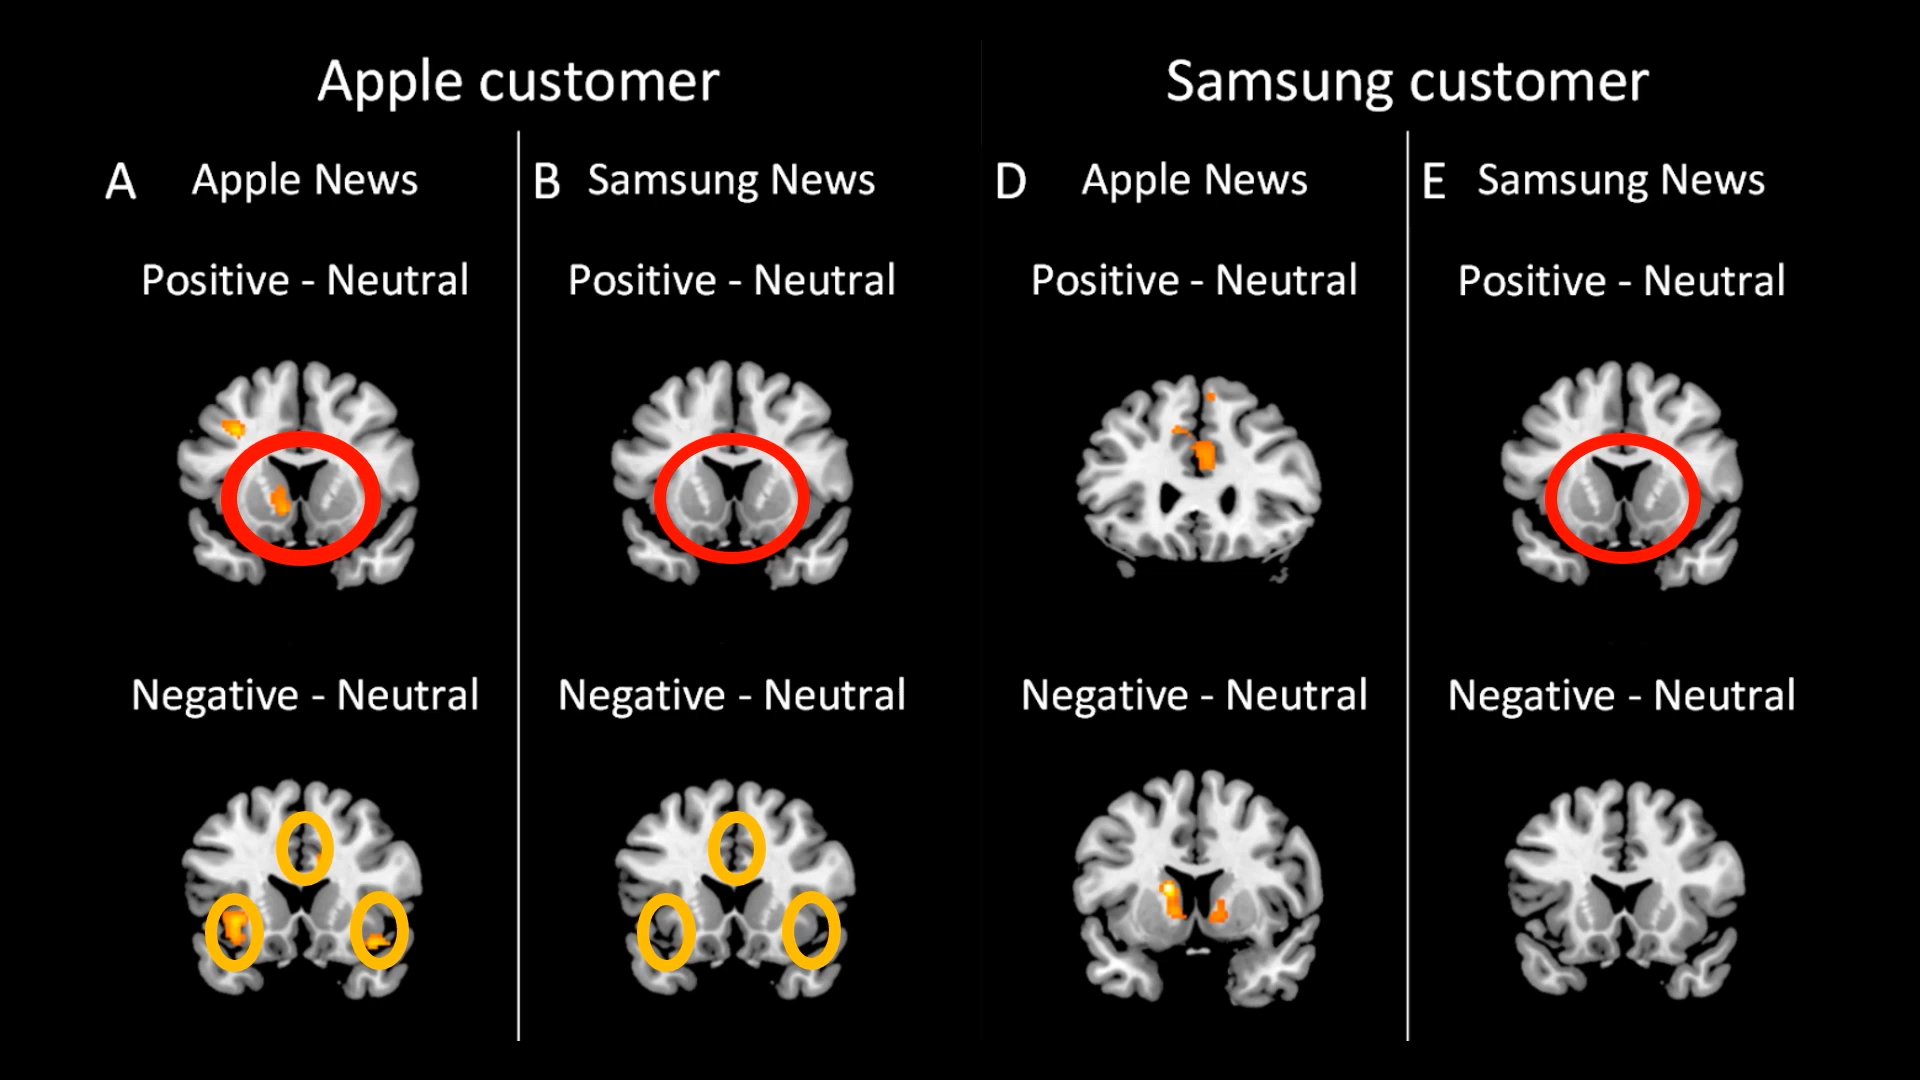 Apple customer
Samsung customer
A Apple News
B Samsung News
D Apple News
E Samsung News
Positive - Neutral
Positive - Neutral
Positive - Neutral
Positive - Neutral
Negative - Neutral
Negative - Neutral
Negative - Neutral
Negative - Neutral